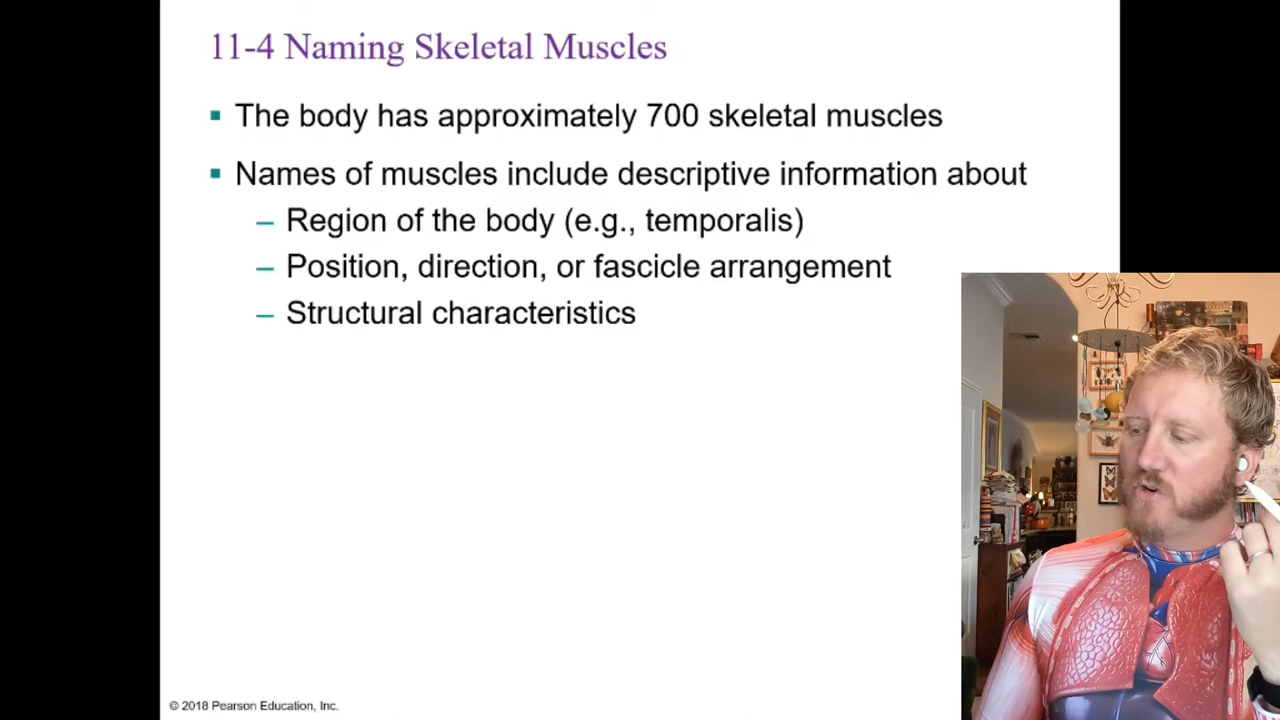 11-4 Naming Skeletal Muscles
▪ The body has approximately 700 skeletal muscles
▪ Names of muscles include descriptive information about
– Region of the body (e.g., temporalis)
– Position, direction, or fascicle arrangement
– Structural characteristics
© 2018 Pearson Education, Inc.